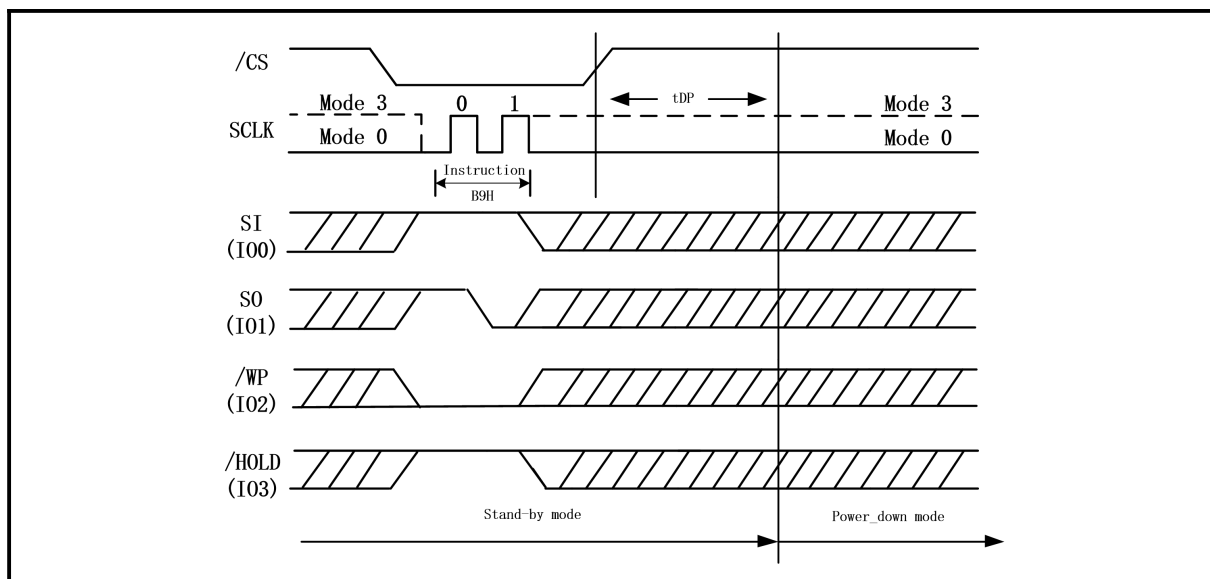 /CS
tDP
Mode 3 0 1 Mode 3
SCLK
Mode 0 Mode 0
Instruction
B9H
SI
(IO0)
SO
(IO1)
/WP
(IO2)
/HOLD
(IO3)
Stand-by mode Power_down mode